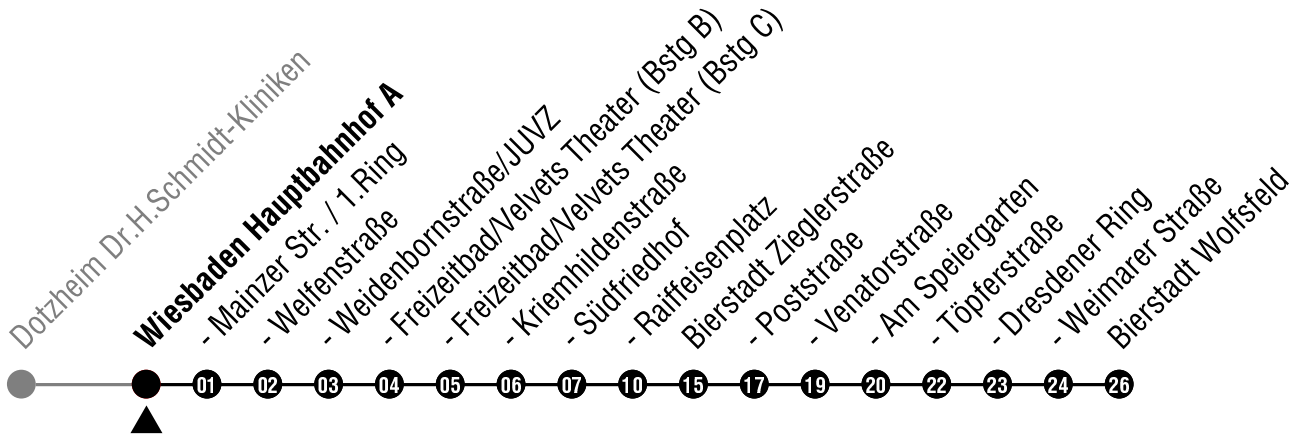 Dotzheim Dr.H.Schmidt-Kliniken
Wiesbaden Hauptbahnhof A
- Mainzer Str. / 1.Ring
- Welfenstraße
- Weidenbornstraße/JUVZ
- Freizeitbad/Velvets Theater (Bstg B)
- Freizeitbad/Velvets Theater (Bstg C)
- Kriemhildenstraße
- Südfriedhof
- Raiffeisenplatz
Bierstadt Zieglerstraße
- Poststraße
- Venatorstraße
- Am Speiergarten
- Töpferstraße
- Dresdener Ring
- Weimarer Straße
Bierstadt Wolfsfeld
01 02 03 04 05 06 07 10 15 17 19 20 22 23 24 26